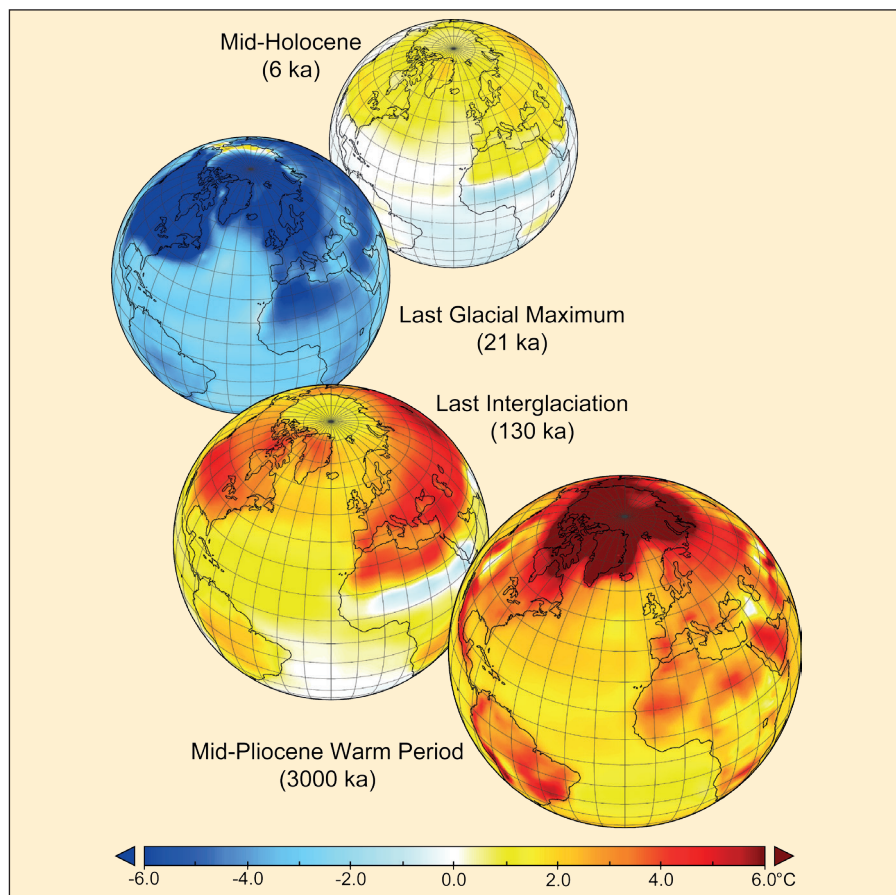 Mid-Holocene
(6 ka)
Last Glacial Maximum
(21 ka)
Last Interglaciation
(130 ka)
Mid-Pliocene Warm Period
(3000 ka)
-6.0 -4.0 -2.0 0.0 2.0 4.0 6.0°C